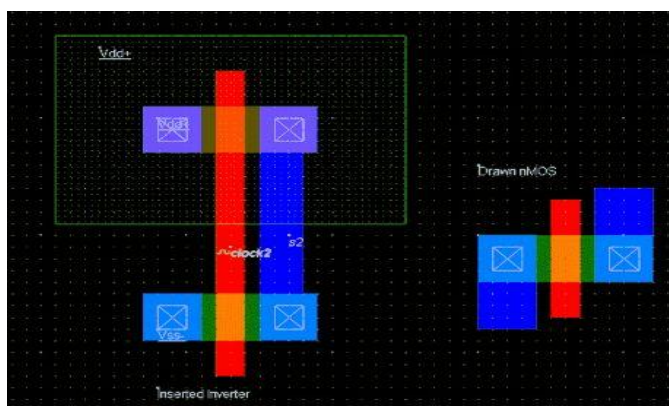 Vdd+
Vdd+
Drawn nMOS
clock2
s2
Vss-
Inserted Inverter